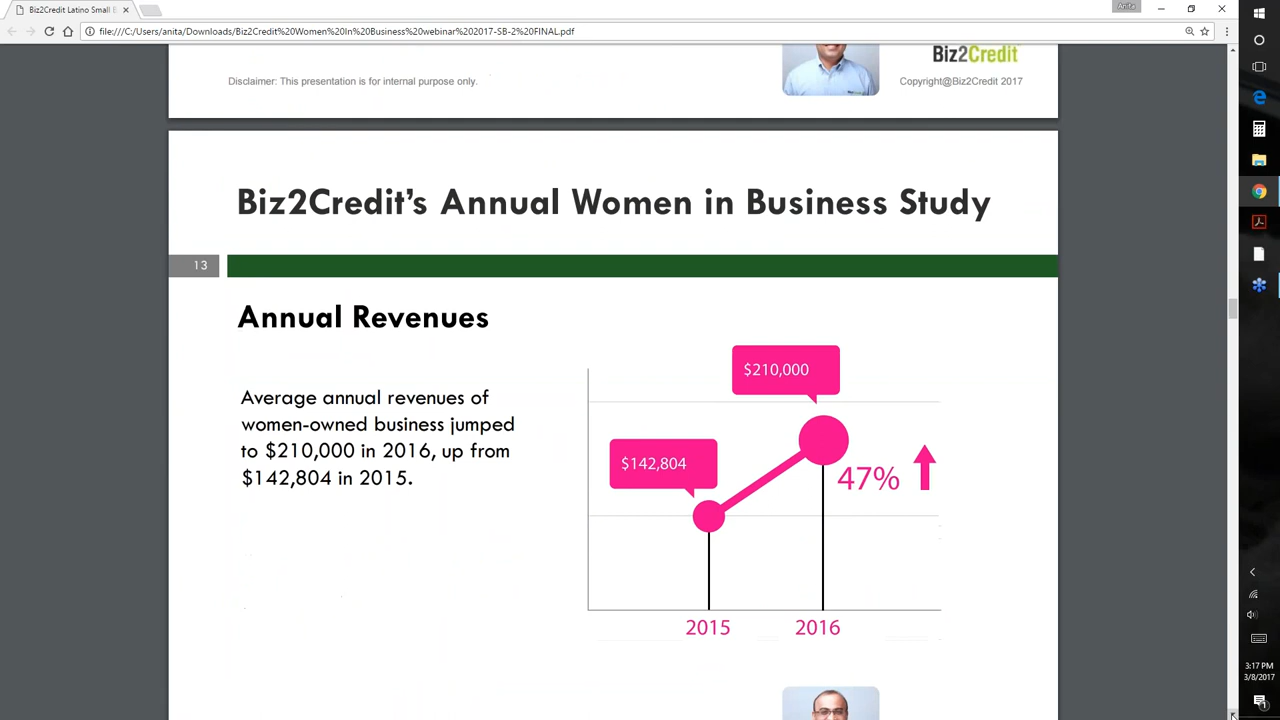 Biz2Credit Latino Small B
Anita
file:///C:/Users/anita/Downloads/Biz2Credit%20Women%20In%20Business%20webinar%202017-SB-2%20FINAL.pdf
Biz2Credit
Disclaimer: This presentation is for internal purpose only.
Copyright@Biz2Credit 2017
Biz2Credit's Annual Women in Business Study
13
Annual Revenues
Average annual revenues of
women-owned business jumped
to $210,000 in 2016, up from
$142,804 in 2015.
$210,000
$142,804
47%
2015
2016
3:17 PM
3/8/2017
1